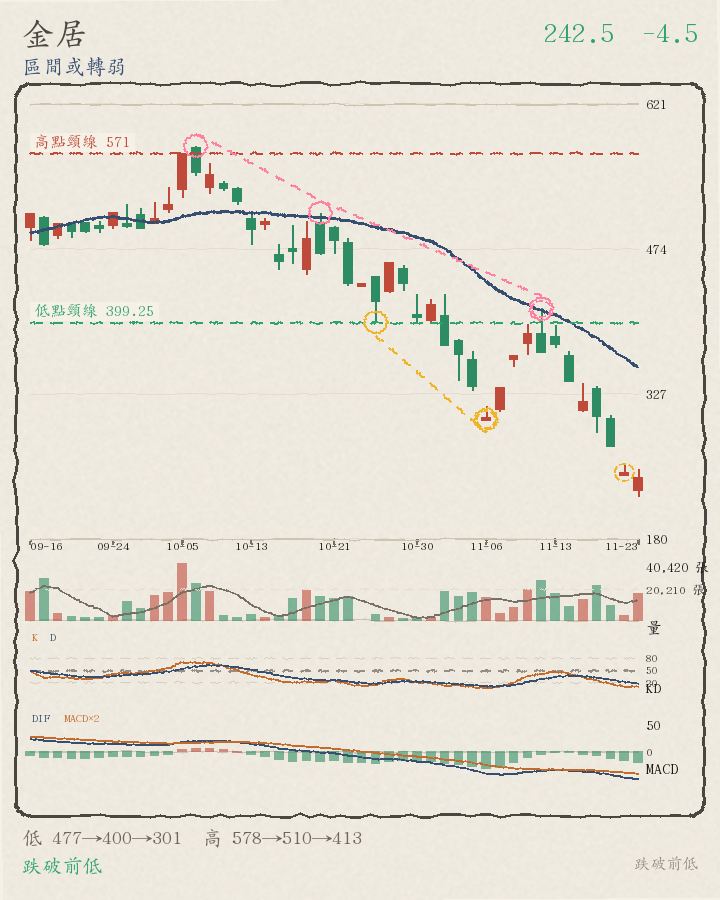 金居
242.5 -4.5
區間或轉弱
621
高點頸線 571
474
低點頸線 399.25
327
180
09-16 09-24 10-05 10-13 10-21 10-30 11-06 11-13 11-23
40,420 張
20,210 張
量
K D
80
50
20
KD
DIF MACD×2
50
0
MACD
低 477→400→301 高 578→510→413
跌破前低
跌破前低